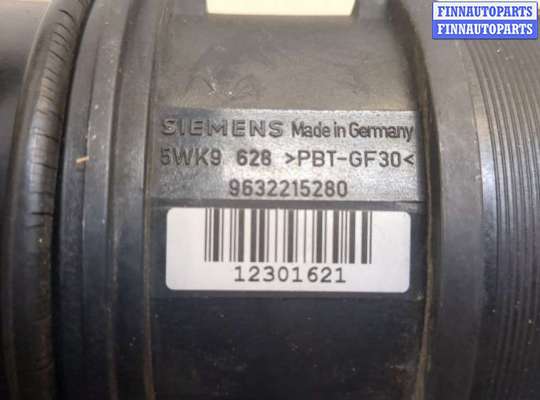 FINNAUTOPARTS
FINNAUTOPARTS
SIEMENS Made in Germany
5WK9 628 >PBT-GF30<
9632215280
12301621